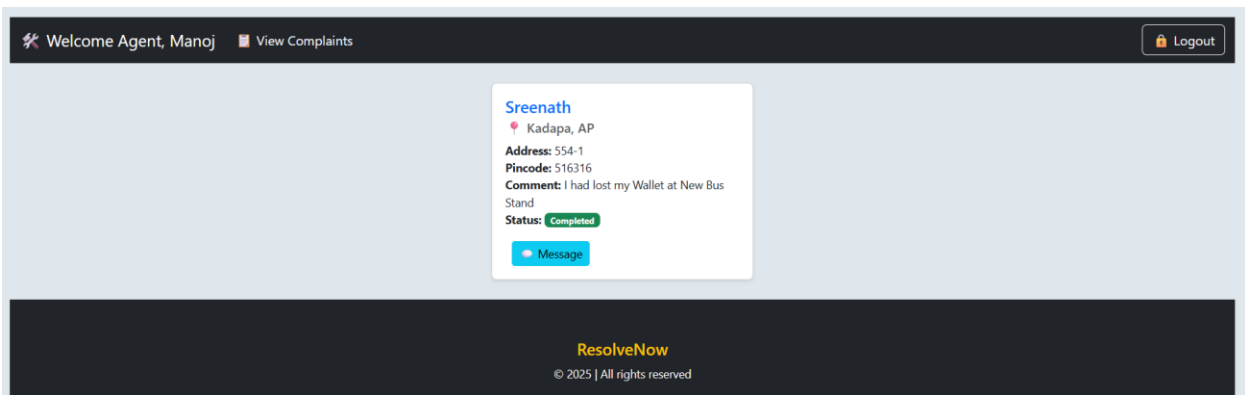 🛠 Welcome Agent, Manoj 📋 View Complaints 🔒 Logout
Sreenath
📍 Kadapa, AP
Address: 554-1
Pincode: 516316
Comment: I had lost my Wallet at New Bus
Stand
Status: Completed
💬 Message
ResolveNow
© 2025 | All rights reserved